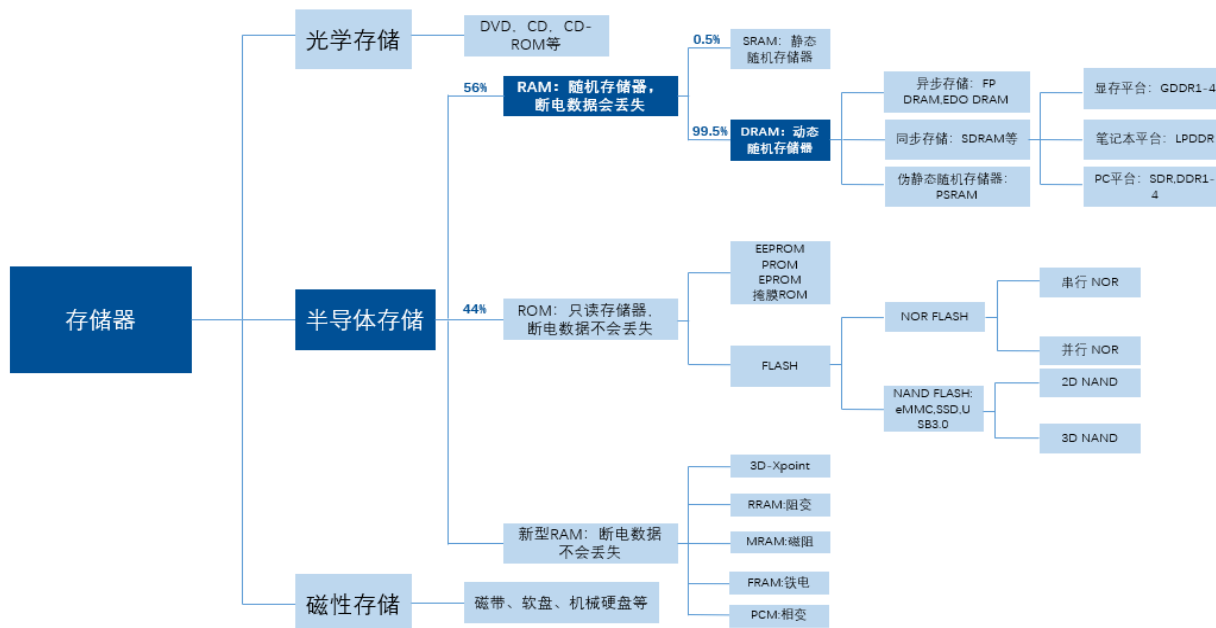 光学存储
DVD，CD，CD-
ROM等
56%
RAM：随机存储器，
断电数据会丢失
0.5%
SRAM：静态
随机存储器
99.5%
DRAM：动态
随机存储器
异步存储：FP
DRAM,EDO DRAM
同步存储：SDRAM等
伪静态随机存储器：
PSRAM
显存平台：GDDR1-4
笔记本平台：LPDDR
PC平台：SDR,DDR1-
4
存储器
半导体存储
44%
ROM：只读存储器，
断电数据不会丢失
EEPROM
PROM
EPROM
掩膜ROM
FLASH
NOR FLASH
串行 NOR
并行 NOR
NAND FLASH:
eMMC,SSD,U
SB3.0
2D NAND
3D NAND
新型RAM：断电数据
不会丢失
3D-Xpoint
RRAM:阻变
MRAM:磁阻
FRAM:铁电
PCM:相变
磁性存储
磁带、软盘、机械硬盘等